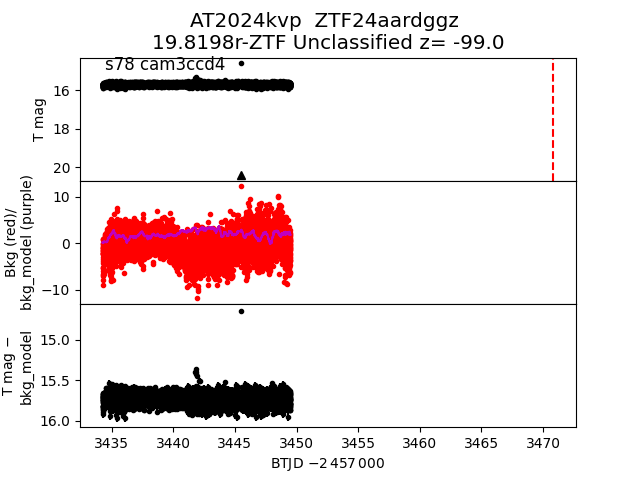 AT2024kvp  ZTF24aardggz
19.8198r-ZTF Unclassified z= -99.0
s78 cam3ccd4
T mag
16
18
20
Bkg (red)/
bkg_model (purple)
10
0
−10
T mag −
bkg_model
15.0
15.5
16.0
3435 3440 3445 3450 3455 3460 3465 3470
BTJD −2 457 000